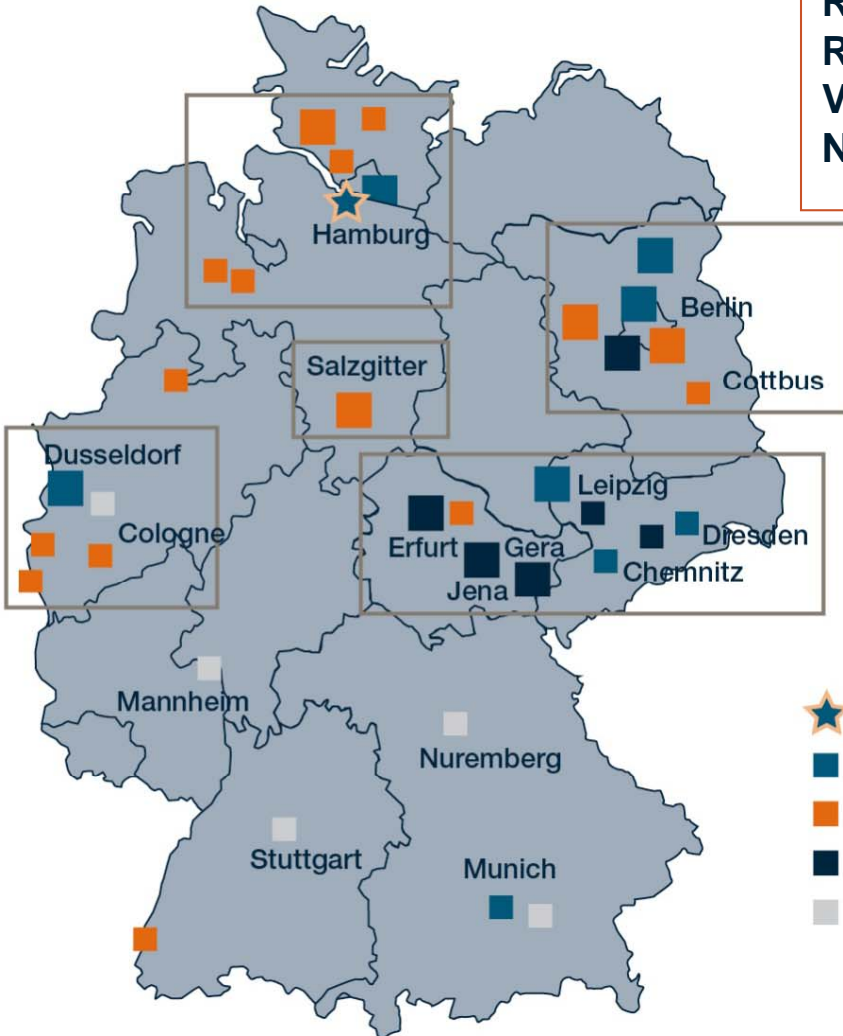 R
R
V
N
Hamburg
Berlin
Salzgitter
Cottbus
Dusseldorf
Leipzig
Cologne
Dresden
Erfurt
Gera
Chemnitz
Jena
Mannheim
Nuremberg
Stuttgart
Munich